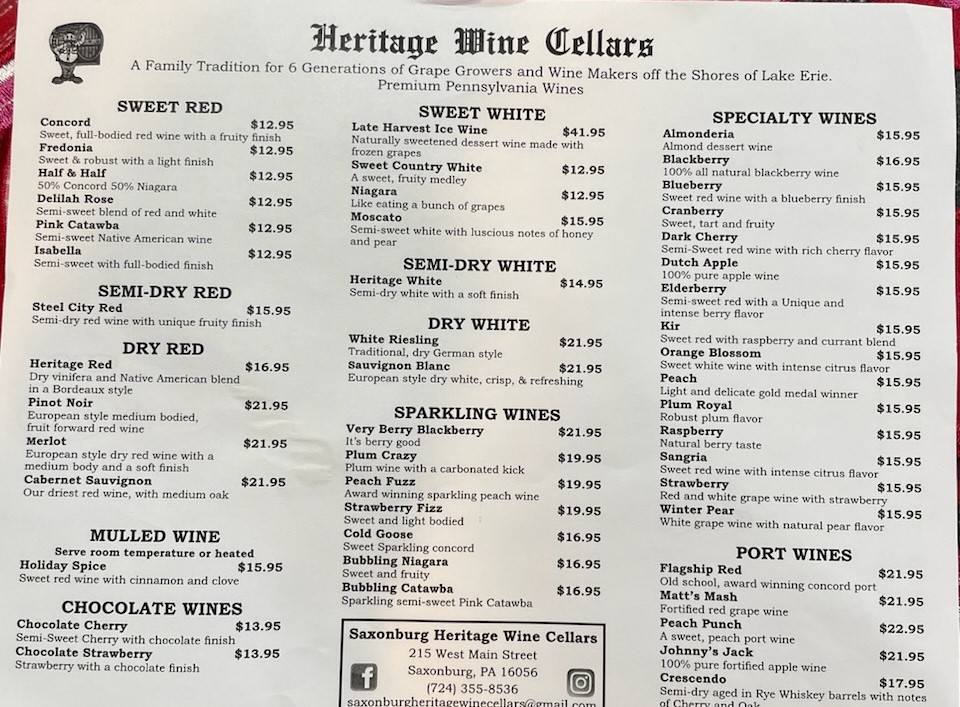 Heritage Wine Cellars
A Family Tradition for 6 Generations of Grape Growers and Wine Makers off the Shores of Lake Erie.
Premium Pennsylvania Wines
SWEET RED
Concord $12.95
Sweet, full-bodied red wine with a fruity finish
Fredonia $12.95
Sweet & robust with a light finish
Half & Half $12.95
50% Concord 50% Niagara
Delilah Rose $12.95
Semi-sweet blend of red and white
Pink Catawba $12.95
Semi-sweet Native American wine
Isabella $12.95
Semi-sweet with full-bodied finish
SEMI-DRY RED
Steel City Red $15.95
Semi-dry red wine with unique fruity finish
DRY RED
Heritage Red $16.95
Dry vinifera and Native American blend
in a Bordeaux style
Pinot Noir $21.95
European style medium bodied,
fruit forward red wine
Merlot $21.95
European style dry red wine with a
medium body and a soft finish
Cabernet Sauvignon $21.95
Our driest red wine, with medium oak
MULLED WINE
Serve room temperature or heated
Holiday Spice $15.95
Sweet red wine with cinnamon and clove
CHOCOLATE WINES
Chocolate Cherry $13.95
Semi-Sweet Cherry with chocolate finish
Chocolate Strawberry $13.95
Strawberry with a chocolate finish
SWEET WHITE
Late Harvest Ice Wine $41.95
Naturally sweetened dessert wine made with
frozen grapes
Sweet Country White $12.95
A sweet, fruity medley
Niagara $12.95
Like eating a bunch of grapes
Moscato $15.95
Semi-sweet white with luscious notes of honey
and pear
SEMI-DRY WHITE
Heritage White $14.95
Semi-dry white with a soft finish
DRY WHITE
White Riesling $21.95
Traditional, dry German style
Sauvignon Blanc $21.95
European style dry white, crisp, & refreshing
SPARKLING WINES
Very Berry Blackberry $21.95
It's berry good
Plum Crazy $19.95
Plum wine with a carbonated kick
Peach Fuzz $19.95
Award winning sparkling peach wine
Strawberry Fizz $19.95
Sweet and light bodied
Cold Goose $16.95
Sweet Sparkling concord
Bubbling Niagara $16.95
Sweet and fruity
Bubbling Catawba $16.95
Sparkling semi-sweet Pink Catawba
Saxonburg Heritage Wine Cellars
215 West Main Street
Saxonburg, PA 16056
(724) 355-8536
saxonburgheritagewinecellars@gmail.com
SPECIALTY WINES
Almonderia $15.95
Almond dessert wine
Blackberry $16.95
100% all natural blackberry wine
Blueberry $15.95
Sweet red wine with a blueberry finish
Cranberry $15.95
Sweet, tart and fruity
Dark Cherry $15.95
Semi-Sweet red wine with rich cherry flavor
Dutch Apple $15.95
100% pure apple wine
Elderberry $15.95
Semi-sweet red with a Unique and
intense berry flavor
Kir $15.95
Sweet red with raspberry and currant blend
Orange Blossom $15.95
Sweet white wine with intense citrus flavor
Peach $15.95
Light and delicate gold medal winner
Plum Royal $15.95
Robust plum flavor
Raspberry $15.95
Natural berry taste
Sangria $15.95
Sweet red wine with intense citrus flavor
Strawberry $15.95
Red and white grape wine with strawberry
Winter Pear $15.95
White grape wine with natural pear flavor
PORT WINES
Flagship Red $21.95
Old school, award winning concord port
Matt's Mash $21.95
Fortified red grape wine
Peach Punch $22.95
A sweet, peach port wine
Johnny's Jack $21.95
100% pure fortified apple wine
Crescendo $17.95
Semi-dry aged in Rye Whiskey barrels with notes
of Cherry and Oak